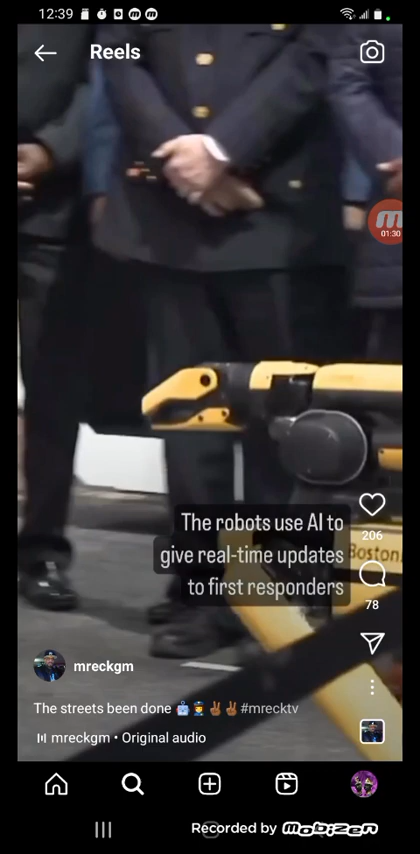 12:39
Reels
01:30
The robots use AI to
give real-time updates
to first responders
206
Boston
78
mreckgm
The streets been done 🤖👮✌🏾✌🏾 #mrecktv
mreckgm • Original audio
Recorded by mobizen